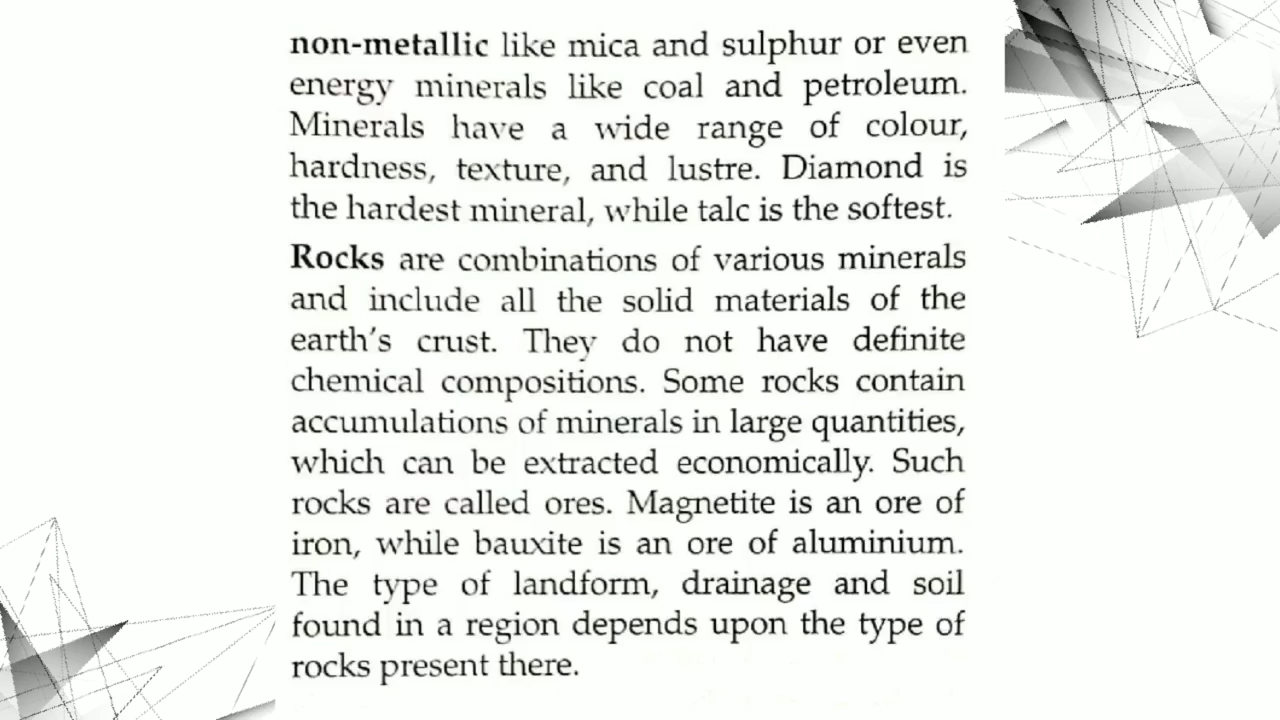 non-metallic like mica and sulphur or even
energy minerals like coal and petroleum.
Minerals have a wide range of colour,
hardness, texture, and lustre. Diamond is
the hardest mineral, while talc is the softest.
Rocks are combinations of various minerals
and include all the solid materials of the
earth's crust. They do not have definite
chemical compositions. Some rocks contain
accumulations of minerals in large quantities,
which can be extracted economically. Such
rocks are called ores. Magnetite is an ore of
iron, while bauxite is an ore of aluminium.
The type of landform, drainage and soil
found in a region depends upon the type of
rocks present there.